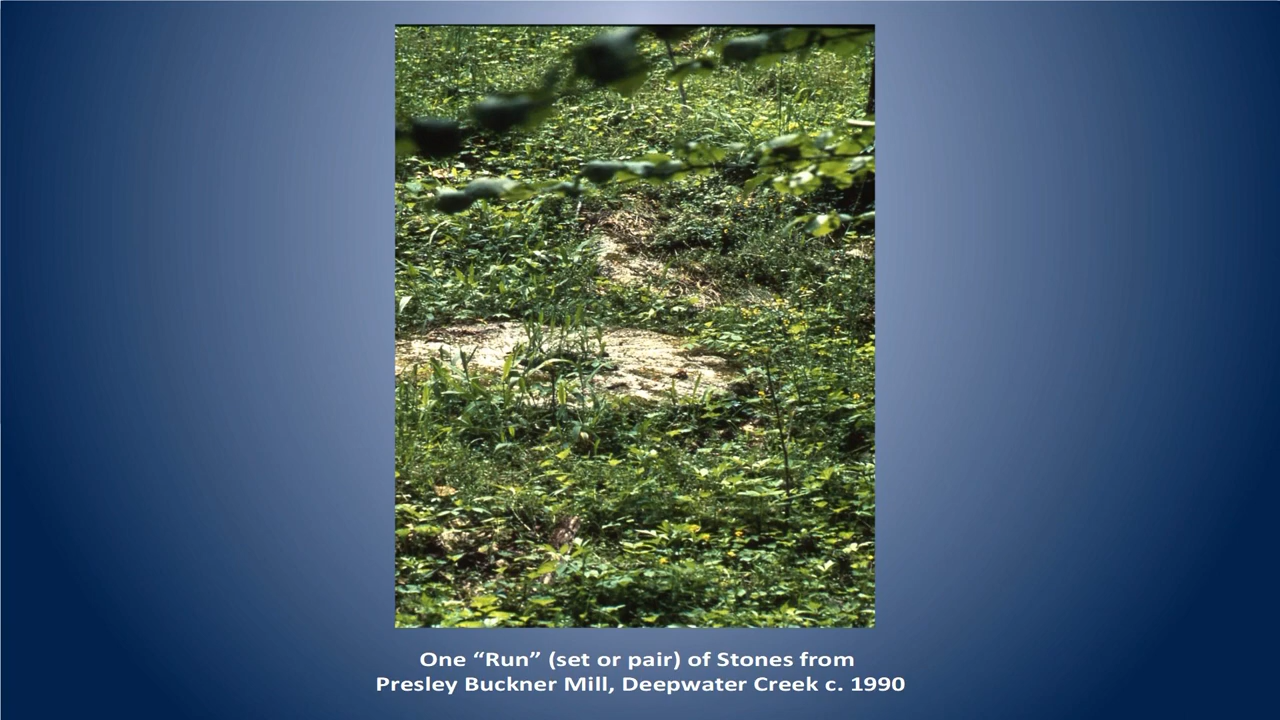 One “Run” (set or pair) of Stones from
Presley Buckner Mill, Deepwater Creek c. 1990